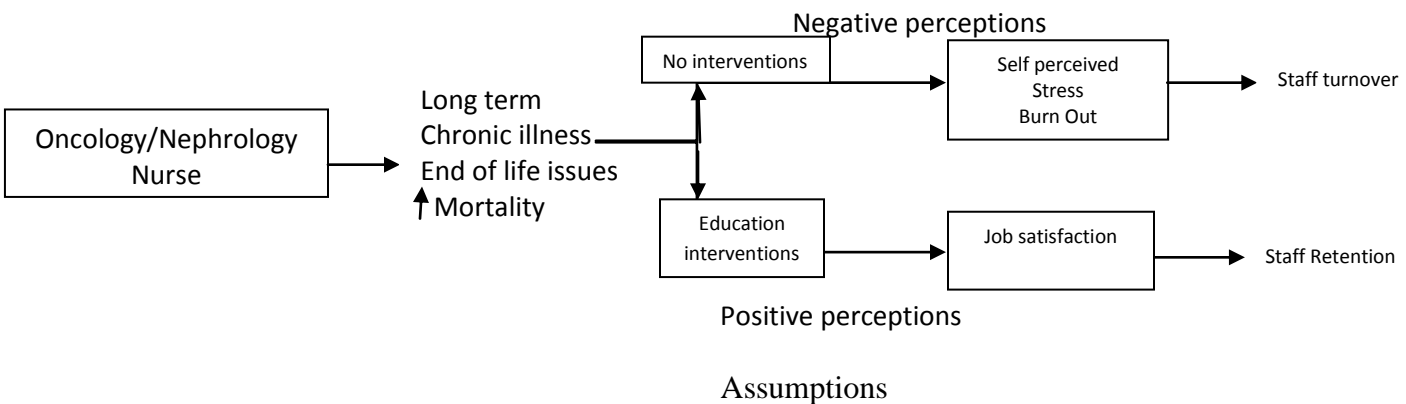 Negative perceptions
No interventions
Self perceived
Stress
Burn Out
Staff turnover
Oncology/Nephrology
Nurse
Long term
Chronic illness
End of life issues
Mortality
Education
interventions
Job satisfaction
Staff Retention
Positive perceptions
Assumptions